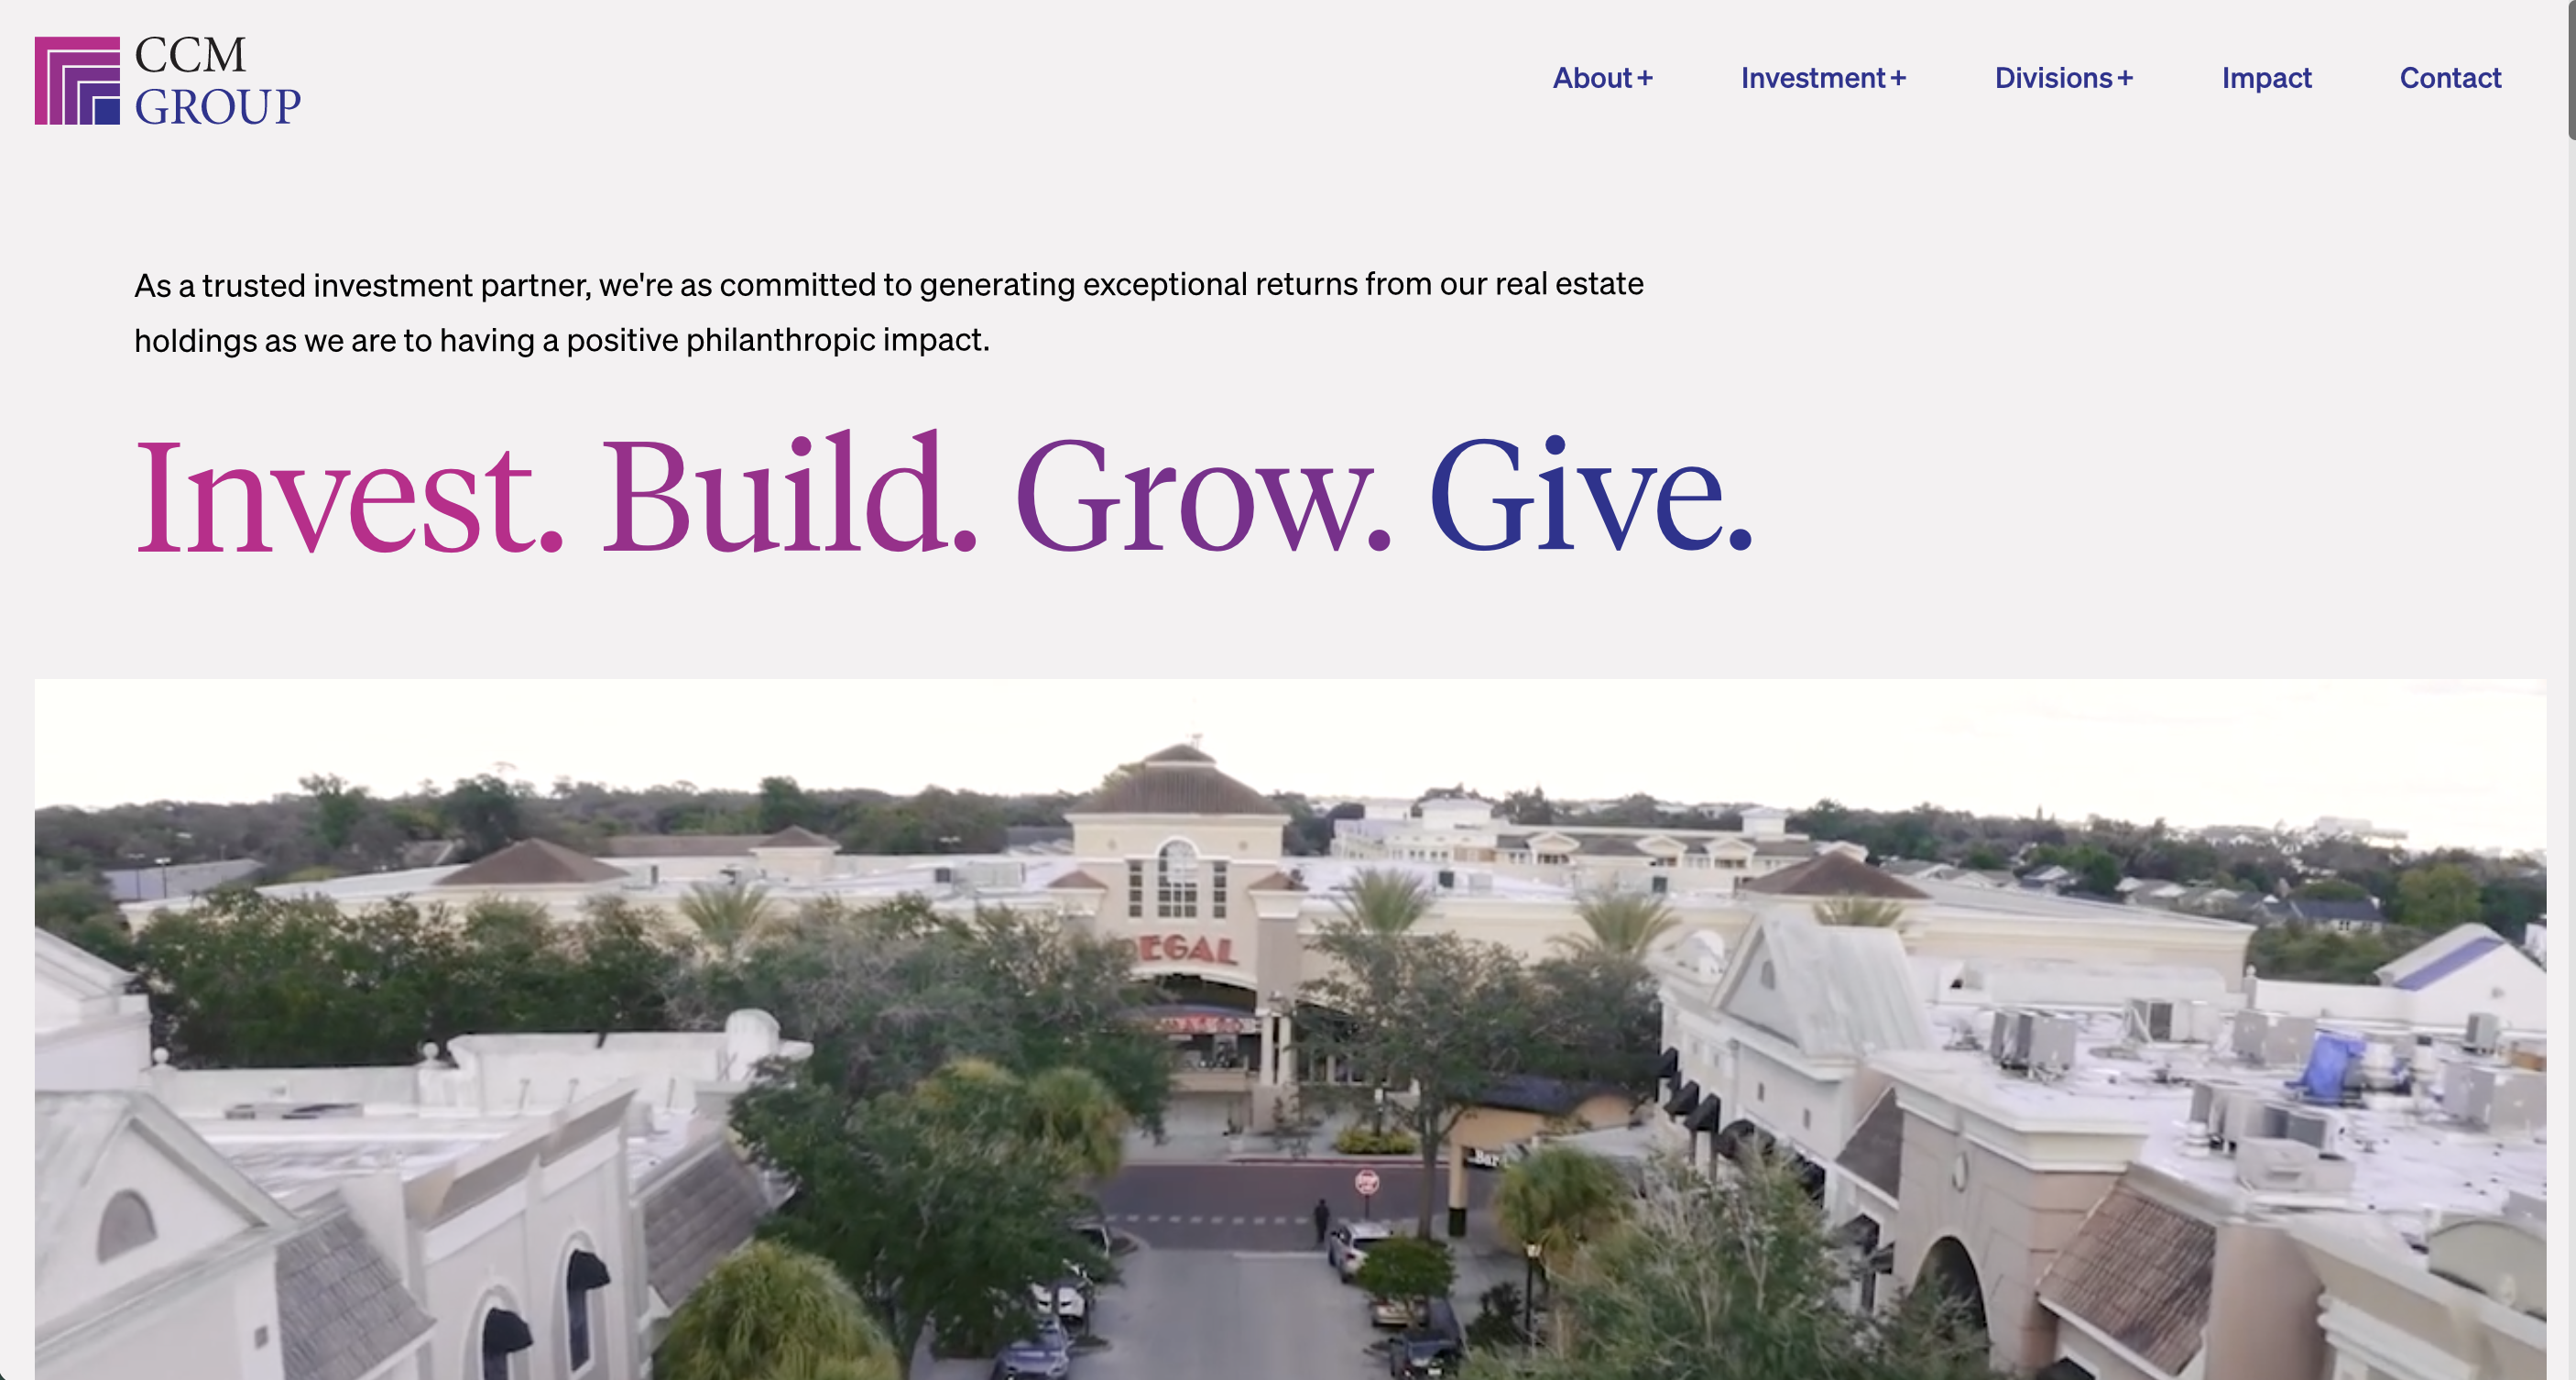 CCM
GROUP
About+
Investment+
Divisions+
Impact
Contact
As a trusted investment partner, we're as committed to generating exceptional returns from our real estate
holdings as we are to having a positive philanthropic impact.
Invest. Build. Grow. Give.
EGAL
Bar